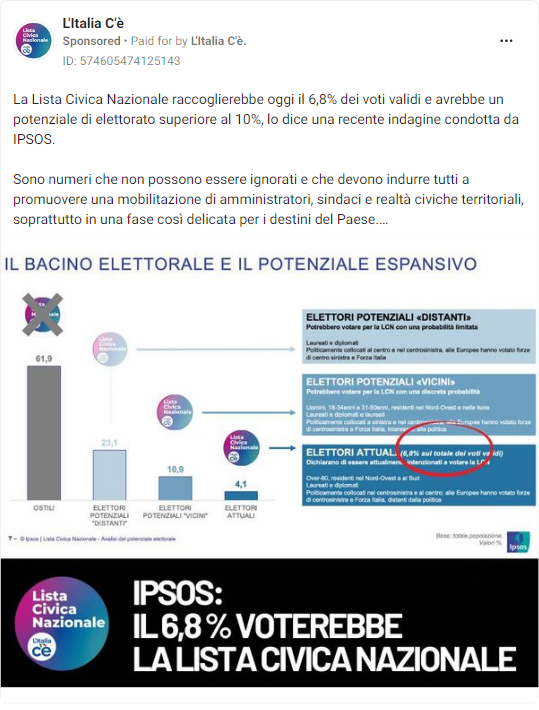 L'Italia C'è
Sponsored • Paid for by L'Italia C'è.
ID: 574605474125143
La Lista Civica Nazionale raccoglierebbe oggi il 6,8% dei voti validi e avrebbe un
potenziale di elettorato superiore al 10%, lo dice una recente indagine condotta da
IPSOS.
Sono numeri che non possono essere ignorati e che devono indurre tutti a
promuovere una mobilitazione di amministratori, sindaci e realtà civiche territoriali,
soprattutto in una fase così delicata per i destini del Paese....
IL BACINO ELETTORALE E IL POTENZIALE ESPANSIVO
61,9
OSTILI
Lista
Civica
Nazionale
23,1
ELETTORI
POTENZIALI
"DISTANTI"
Lista
Civica
Nazionale
10,9
ELETTORI
POTENZIALI "VICINI"
Lista
Civica
Nazionale
4,1
ELETTORI
ATTUALI
ELETTORI POTENZIALI «DISTANTI»
Potrebbero votare per la LCN con una probabilità limitata
Laureati e diplomati
Politicamente collocati al centro e nel centrosinistra, alle Europee hanno votato forze
di centro sinistra e Forza Italia
ELETTORI POTENZIALI «VICINI»
Potrebbero votare per la LCN con una discreta probabilità
Uomini, 18-34enni e 31-50enni, residenti nel Nord-Ovest e nelle Isole
Laureati e diplomati e laureati
Politicamente collocati a sinistra e nel centrosinistra, alle Europee hanno votato forze
di centrosinistra e Forza Italia, interessati alla politica
ELETTORI ATTUALI (6,8% sul totale dei voti validi)
Dichiarano di essere attualmente intenzionati a votare la LCN
Over-60, residenti nel Nord-Ovest e al Sud
Laureati e diplomati
Politicamente collocati nel centrosinistra e al centro, alle Europee hanno votato forze di
centrosinistra e Forza Italia, distanti dalla politica
7 – © Ipsos | Lista Civica Nazionale - Analisi del potenziale elettorale
Base: totale popolazione.
Valori %.
Ipsos
Lista
Civica
Nazionale
L'Italia
c'è
IPSOS:
IL 6,8 % VOTEREBBE
LA LISTA CIVICA NAZIONALE